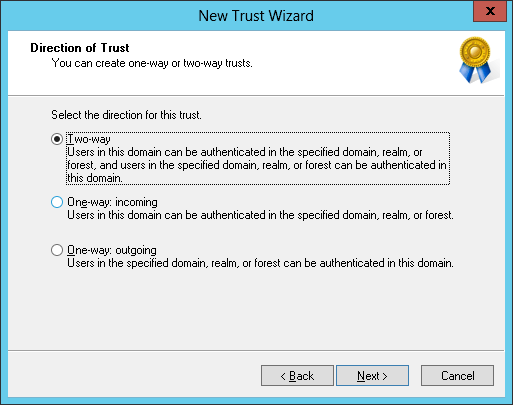 New Trust Wizard
X
Direction of Trust
You can create one-way or two-way trusts.
Select the direction for this trust.
Two-way
Users in this domain can be authenticated in the specified domain, realm, or
forest, and users in the specified domain, realm, or forest can be authenticated in
this domain.
One-way: incoming
Users in this domain can be authenticated in the specified domain, realm, or forest.
One-way: outgoing
Users in the specified domain, realm, or forest can be authenticated in this domain.
< Back Next > Cancel